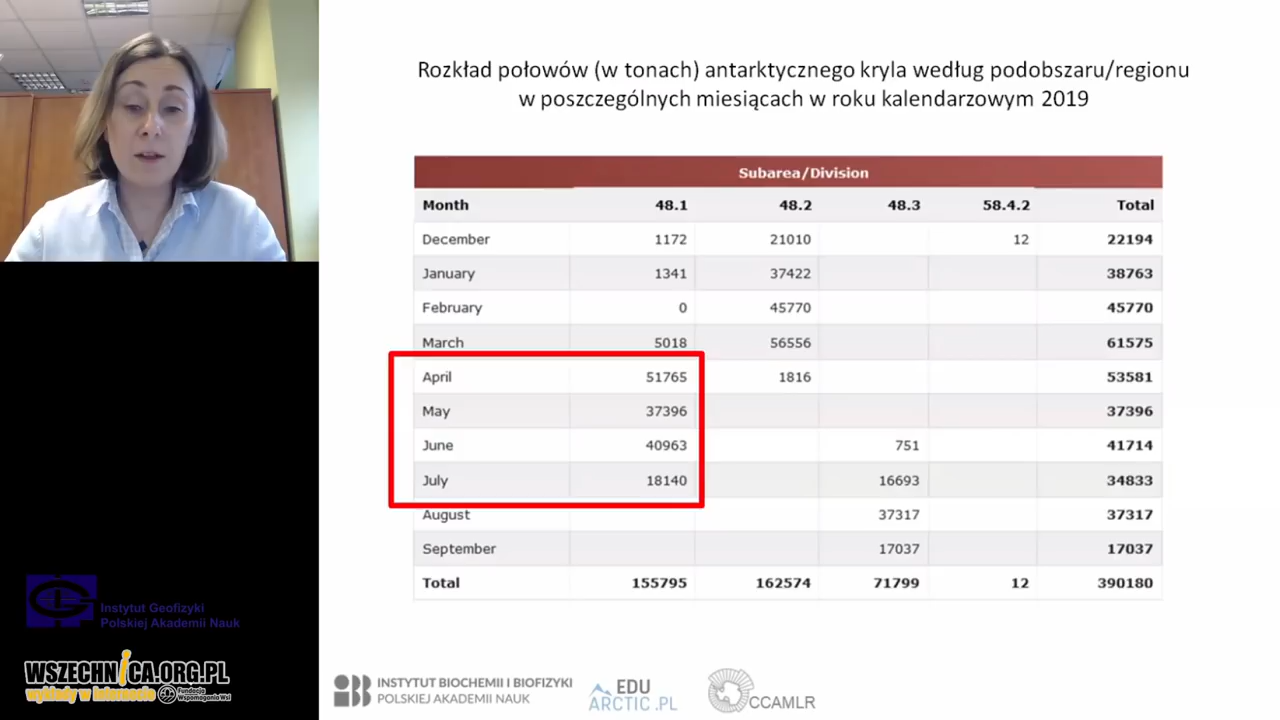 Rozkład połowów (w tonach) antarktycznego kryla według podobszaru/regionu
w poszczególnych miesiącach w roku kalendarzowym 2019
Subarea/Division
Month 48.1 48.2 48.3 58.4.2 Total
December 1172 21010 12 22194
January 1341 37422 38763
February 0 45770 45770
March 5018 56556 61575
April 51765 1816 53581
May 37396 37396
June 40963 751 41714
July 18140 16693 34833
August 37317 37317
September 17037 17037
Total 155795 162574 71799 12 390180
Instytut Geofizyki
Polskiej Akademii Nauk
WSZECHNICA.ORG.PL
wykłady w internecie
Fundacja
Wspomagania Wsi
INSTYTUT BIOCHEMII I BIOFIZYKI
POLSKIEJ AKADEMII NAUK
EDU
ARCTIC.PL
CCAMLR